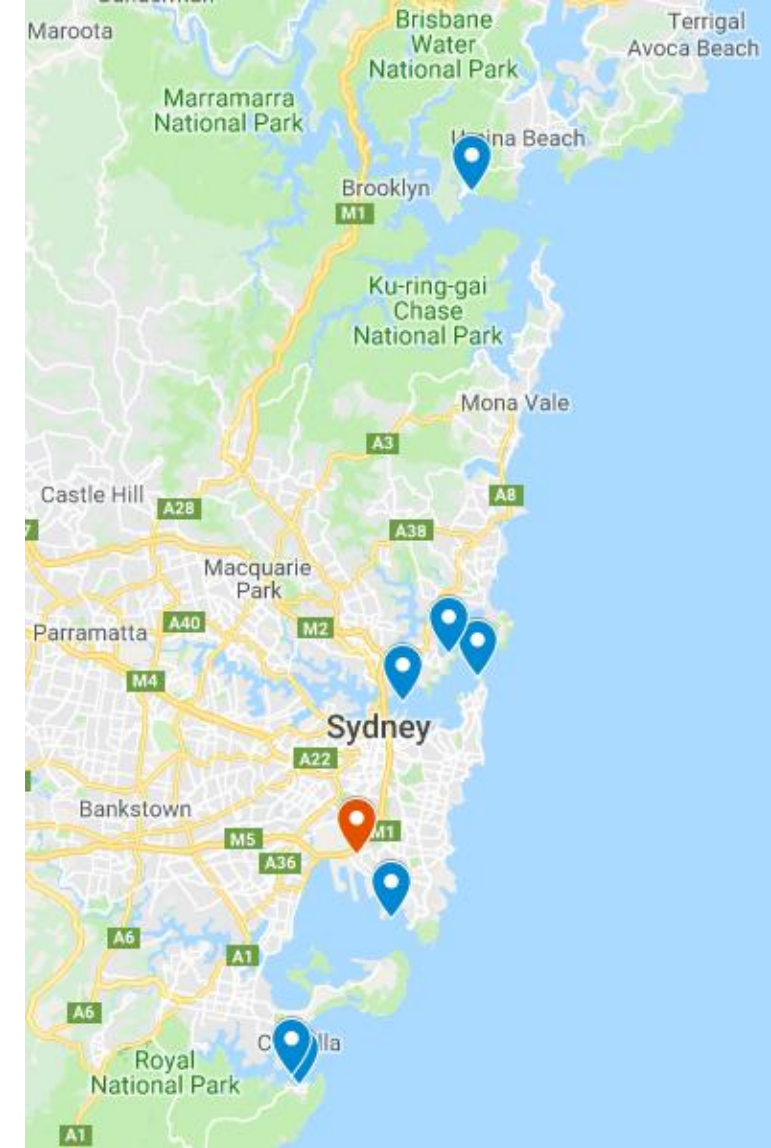 Terrigal
Avoca Beach
Maroota
Brisbane
Water
National Park
Marramarra
National Park
Beach
Brooklyn
M1
Ku-ring-gai
Chase
National Park
Mona Vale
A3
Castle Hill
A8
A28
A38
Macquarie
Park
A40
M2
Parramatta
M4
Sydney
A22
Bankstown
M1
M5
A36
A6
A1
A6
Royal
National Park
A1